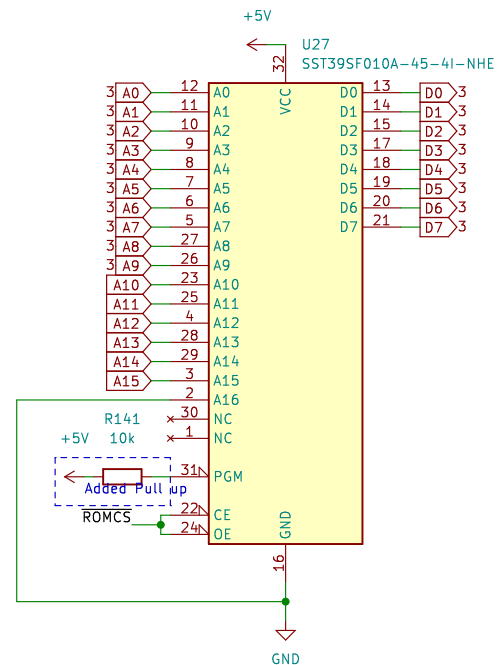 +5V
U27
SST39SF010A-45-4I-NHE
32
VCC
3 A0 12 A0 D0 13 D0 3
3 A1 11 A1 D1 14 D1 3
3 A2 10 A2 D2 15 D2 3
3 A3 9 A3 D3 17 D3 3
3 A4 8 A4 D4 18 D4 3
3 A5 7 A5 D5 19 D5 3
3 A6 6 A6 D6 20 D6 3
3 A7 5 A7 D7 21 D7 3
3 A8 27 A8
3 A9 26 A9
A10 23 A10
A11 25 A11
A12 4 A12
A13 28 A13
A14 29 A14
A15 3 A15
2 A16
R141 30 NC
+5V 10k 1 NC
31 PGM
Added Pull up
ROMCS 22 CE
24 OE
GND
16
GND